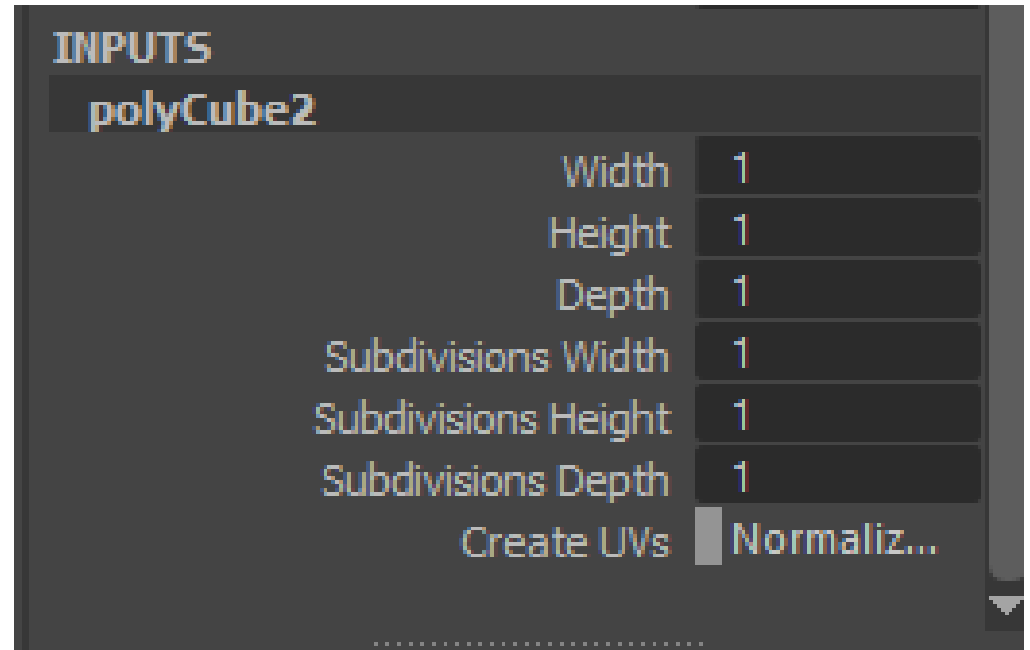 INPUTS
polyCube2
Width 1
Height 1
Depth 1
Subdivisions Width 1
Subdivisions Height 1
Subdivisions Depth 1
Create UVs Normaliz...